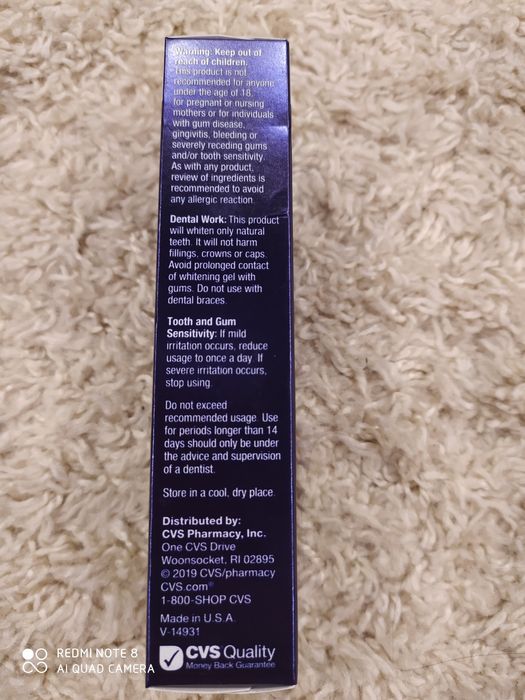 Warning: Keep out of
reach of children.
This product is not
recommended for anyone
under the age of 18,
for pregnant or nursing
mothers or for individuals
with gum disease,
gingivitis, bleeding or
severely receding gums
and/or tooth sensitivity.
As with any product,
review of ingredients is
recommended to avoid
any allergic reaction.
Dental Work: This product
will whiten only natural
teeth. It will not harm
fillings, crowns or caps.
Avoid prolonged contact
of whitening gel with
gums. Do not use with
dental braces.
Tooth and Gum
Sensitivity: If mild
irritation occurs, reduce
usage to once a day. If
severe irritation occurs,
stop using.
Do not exceed
recommended usage. Use
for periods longer than 14
days should only be under
the advice and supervision
of a dentist.
Store in a cool, dry place.
Distributed by:
CVS Pharmacy, Inc.
One CVS Drive
Woonsocket, RI 02895
© 2019 CVS/pharmacy
CVS.com®
1-800-SHOP CVS
Made in U.S.A.
V-14931
CVS Quality
Money Back Guarantee
REDMI NOTE 8
AI QUAD CAMERA